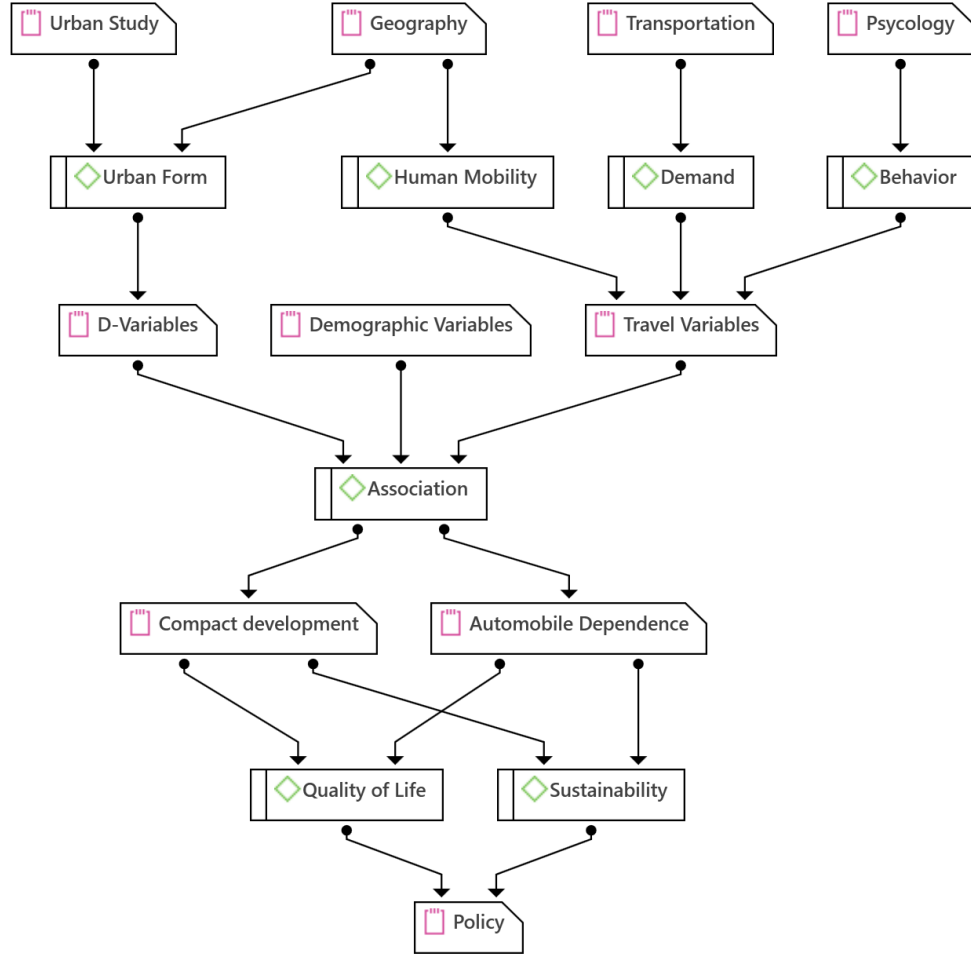 Urban Study
Geography
Transportation
Psycology
Urban Form
Human Mobility
Demand
Behavior
D-Variables
Demographic Variables
Travel Variables
Association
Compact development
Automobile Dependence
Quality of Life
Sustainability
Policy